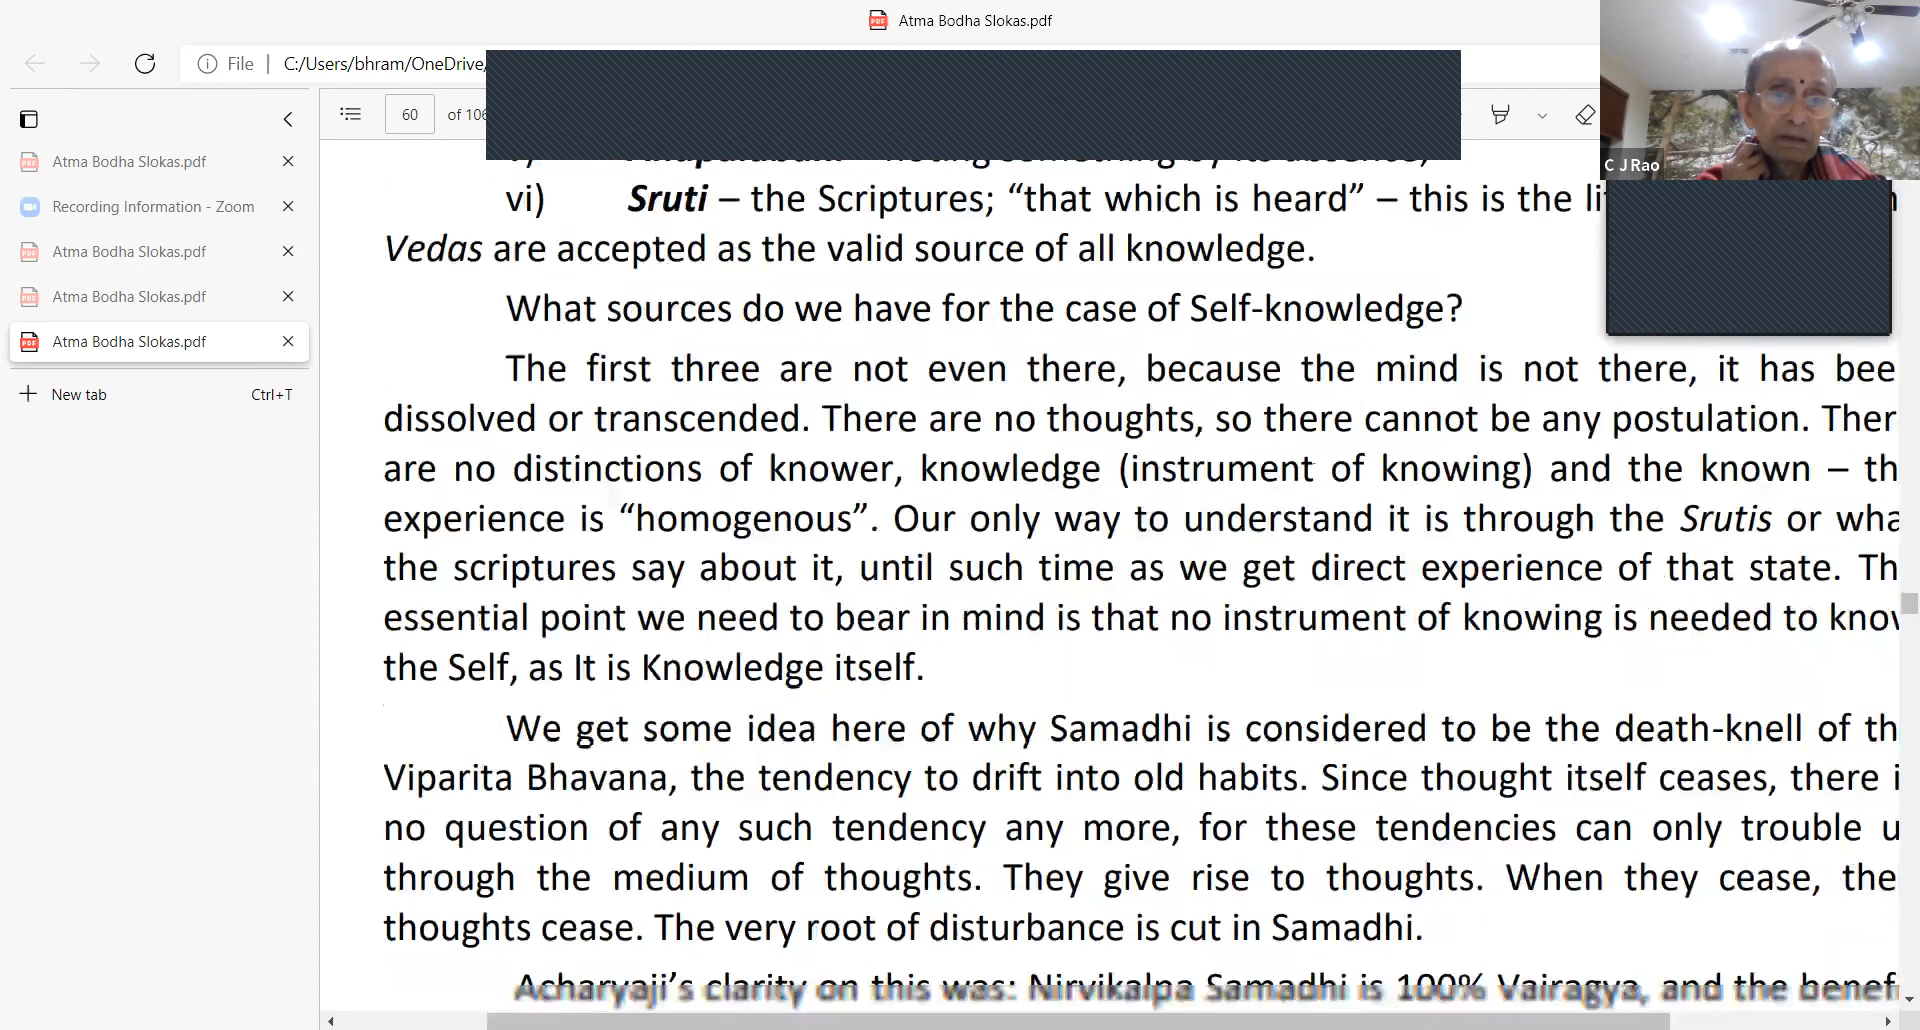 Atma Bodha Slokas.pdf
File | C:/Users/bhram/OneDrive/
60 of 106
Atma Bodha Slokas.pdf
Recording Information - Zoom
Atma Bodha Slokas.pdf
Atma Bodha Slokas.pdf
Atma Bodha Slokas.pdf
New tab Ctrl+T
C J Rao
vi) Sruti – the Scriptures; “that which is heard” – this is the
Vedas are accepted as the valid source of all knowledge.
What sources do we have for the case of Self-knowledge?
The first three are not even there, because the mind is not there, it has bee
dissolved or transcended. There are no thoughts, so there cannot be any postulation. Ther
are no distinctions of knower, knowledge (instrument of knowing) and the known – th
experience is “homogenous”. Our only way to understand it is through the Srutis or wha
the scriptures say about it, until such time as we get direct experience of that state. Th
essential point we need to bear in mind is that no instrument of knowing is needed to know
the Self, as It is Knowledge itself.
We get some idea here of why Samadhi is considered to be the death-knell of th
Viparita Bhavana, the tendency to drift into old habits. Since thought itself ceases, there i
no question of any such tendency any more, for these tendencies can only trouble u
through the medium of thoughts. They give rise to thoughts. When they cease, the
thoughts cease. The very root of disturbance is cut in Samadhi.
Acharyaji’s clarity on this was: Nirvikalpa Samadhi is 100% Vairagya, and the benef